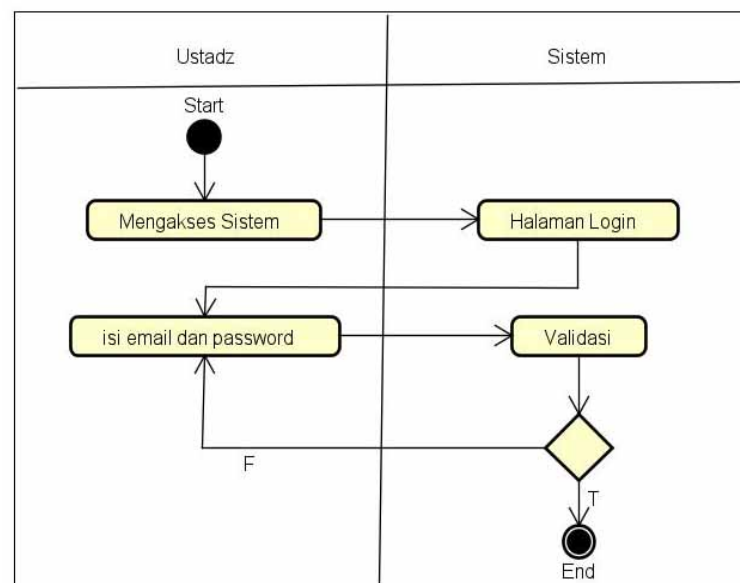 Ustadz
Sistem
Start
Mengakses Sistem
Halaman Login
isi email dan password
Validasi
F
T
End